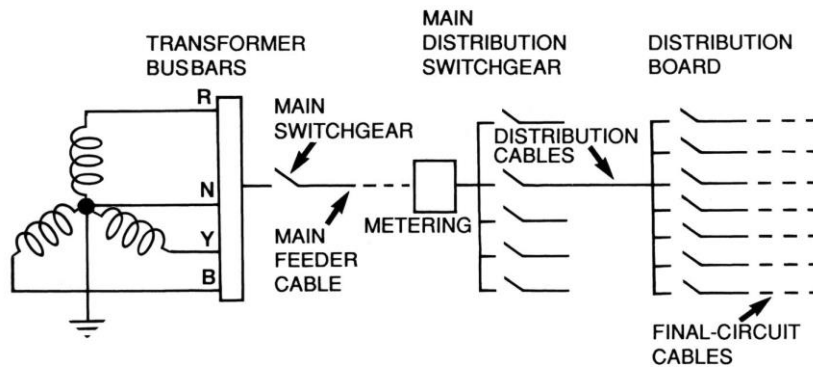 TRANSFORMER
BUSBARS
MAIN
DISTRIBUTION
SWITCHGEAR
DISTRIBUTION
BOARD
R
N
Y
B
MAIN
SWITCHGEAR
MAIN
FEEDER
CABLE
METERING
DISTRIBUTION
CABLES
FINAL-CIRCUIT
CABLES